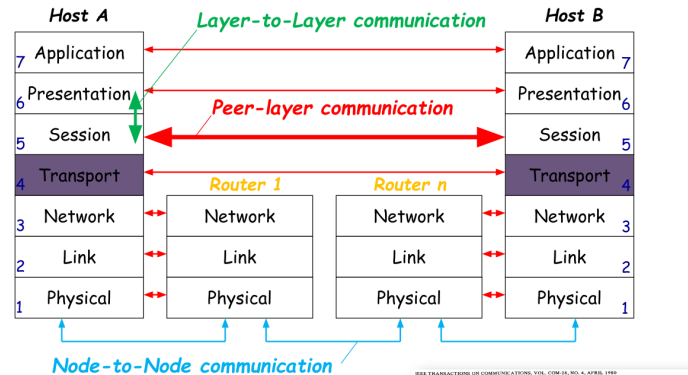 Host A
Layer-to-Layer communication
Host B
7 Application
Application 7
6 Presentation
Presentation 6
Peer-layer communication
5 Session
Session 5
4 Transport
Transport 4
Router 1
Router n
3 Network
Network
Network
Network 3
2 Link
Link
Link
Link 2
1 Physical
Physical
Physical
Physical 1
Node-to-Node communication
IEEE TRANSACTIONS ON COMMUNICATIONS, VOL. COM-28, NO. 4, APRIL 1980